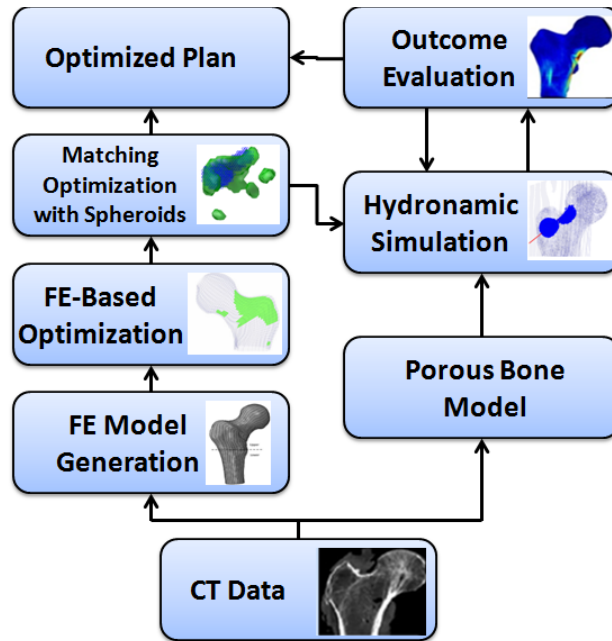 Optimized Plan
Outcome
Evaluation
Matching
Optimization
with Spheroids
Hydronamic
Simulation
FE-Based
Optimization
Porous Bone
Model
FE Model
Generation
CT Data